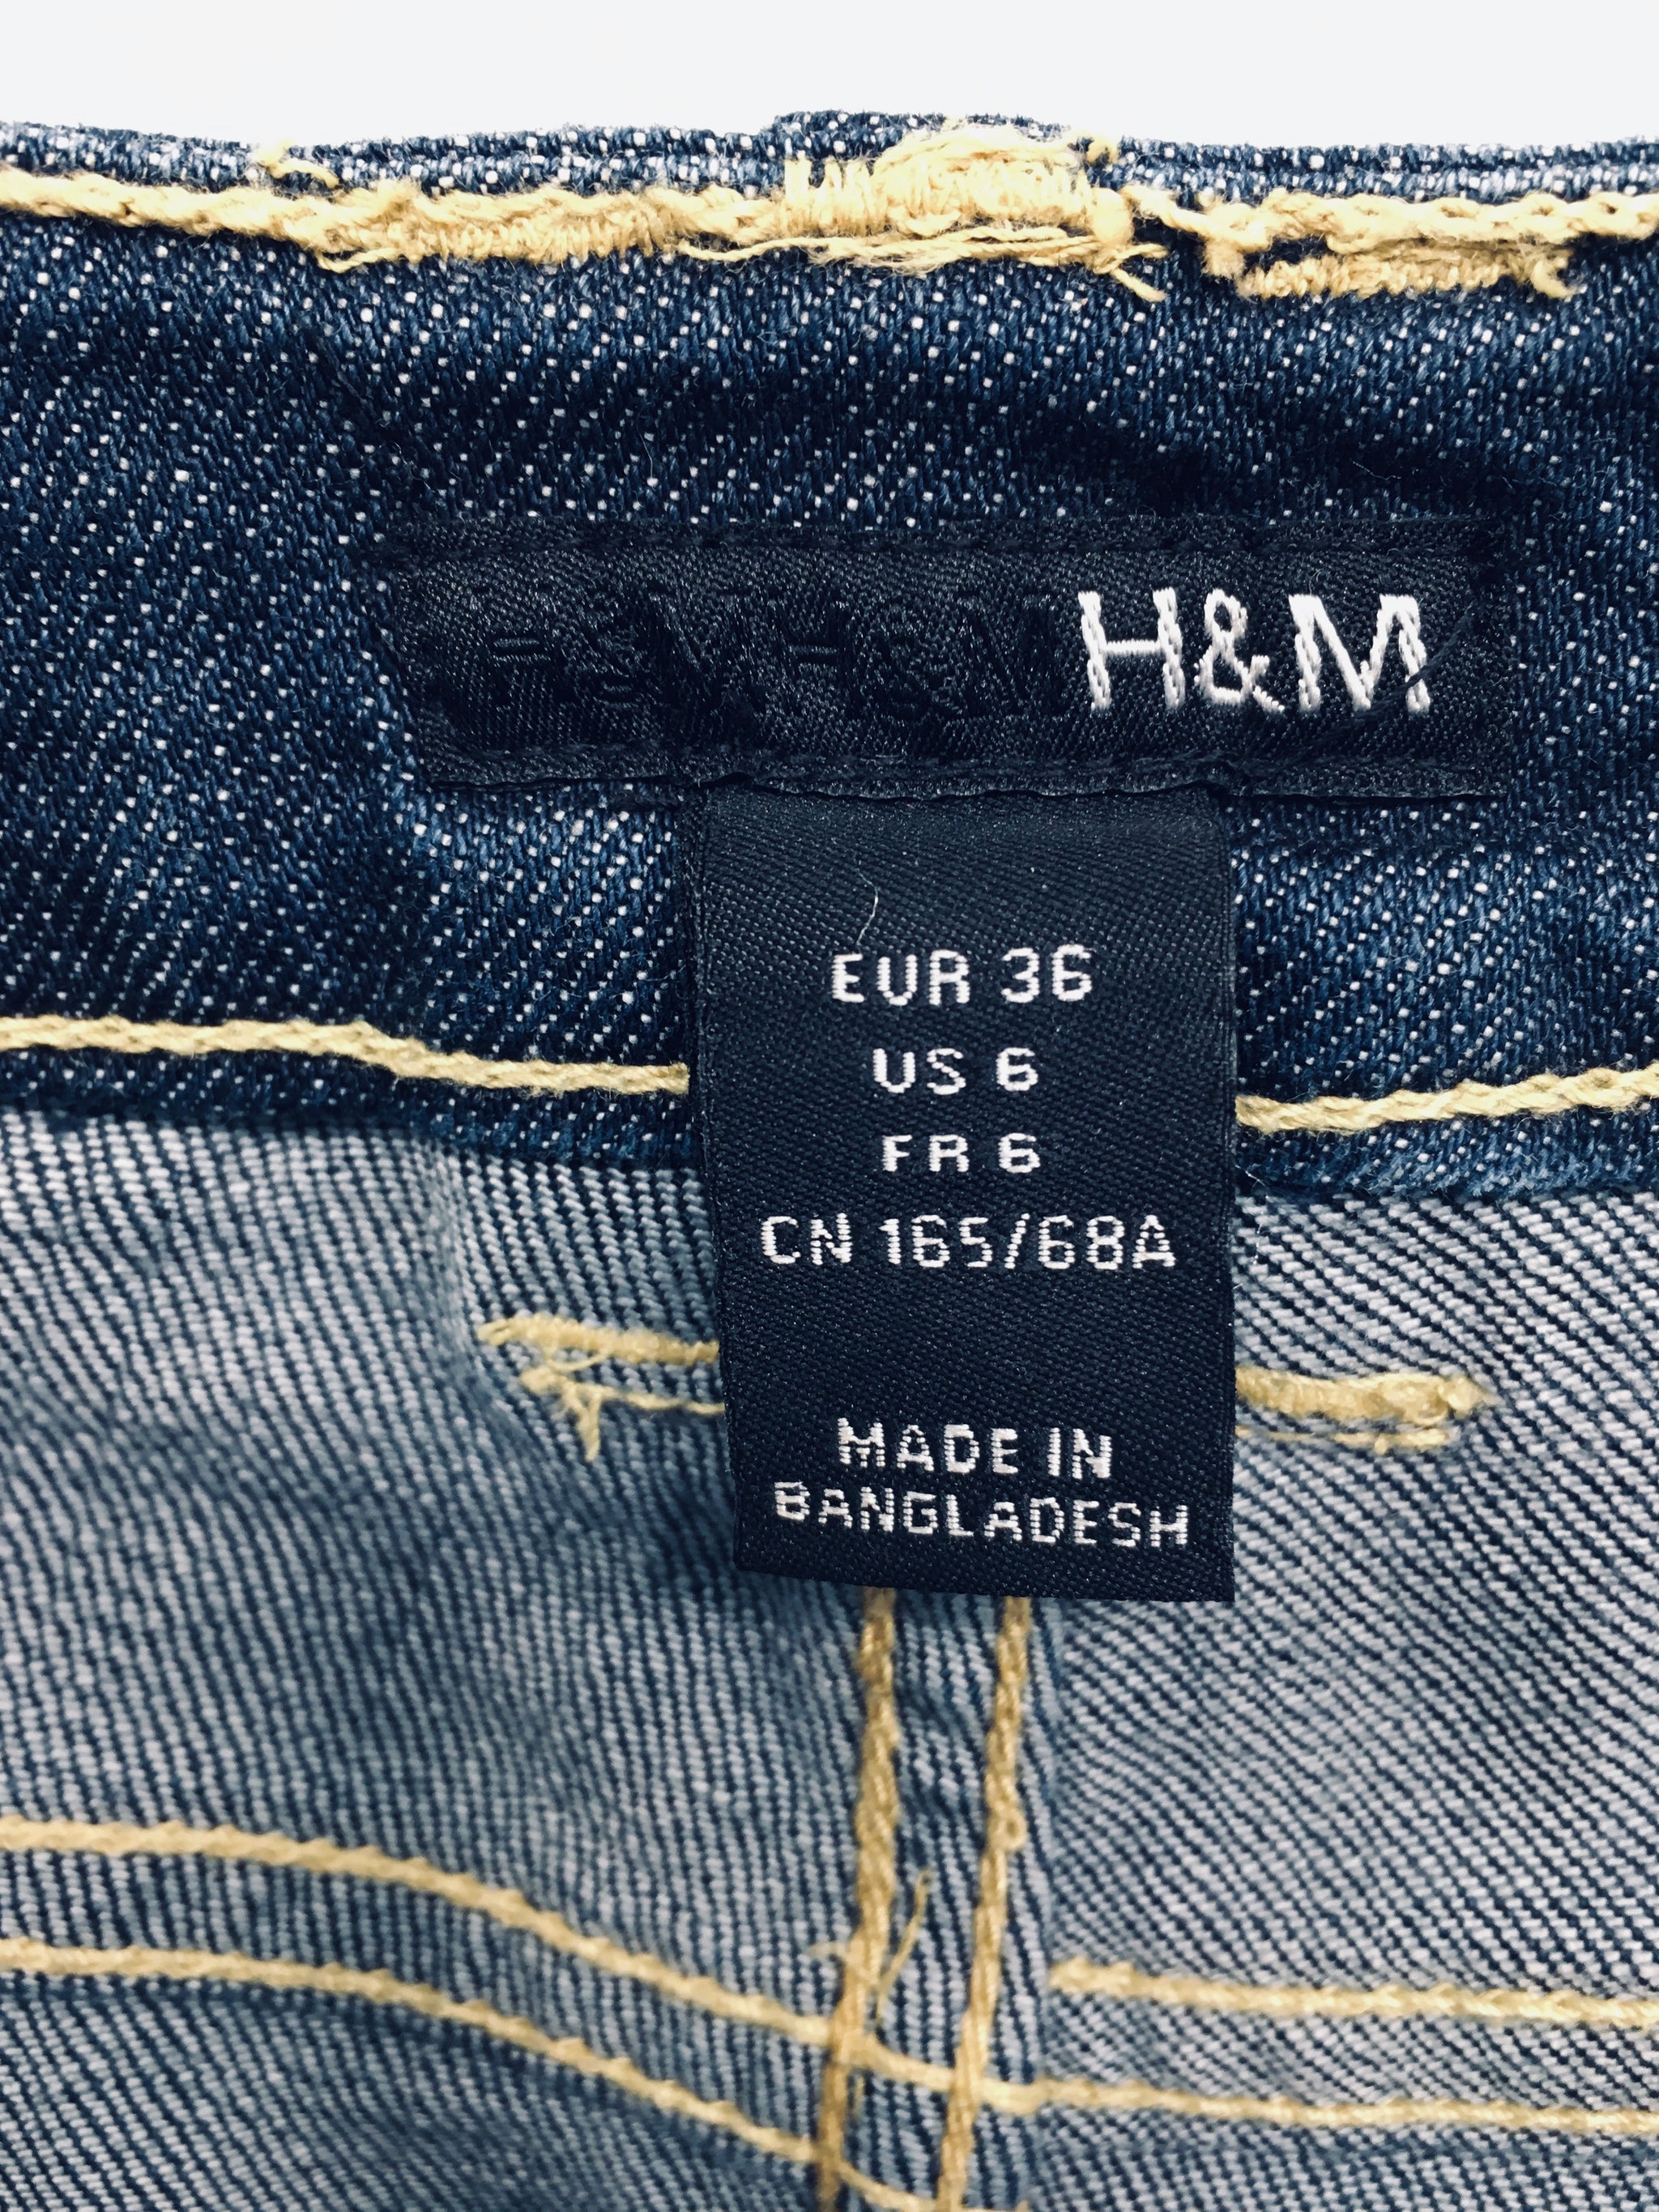 H&M H&M H&M
EUR 36
US 6
FR 6
CN 165/68A
MADE IN
BANGLADESH